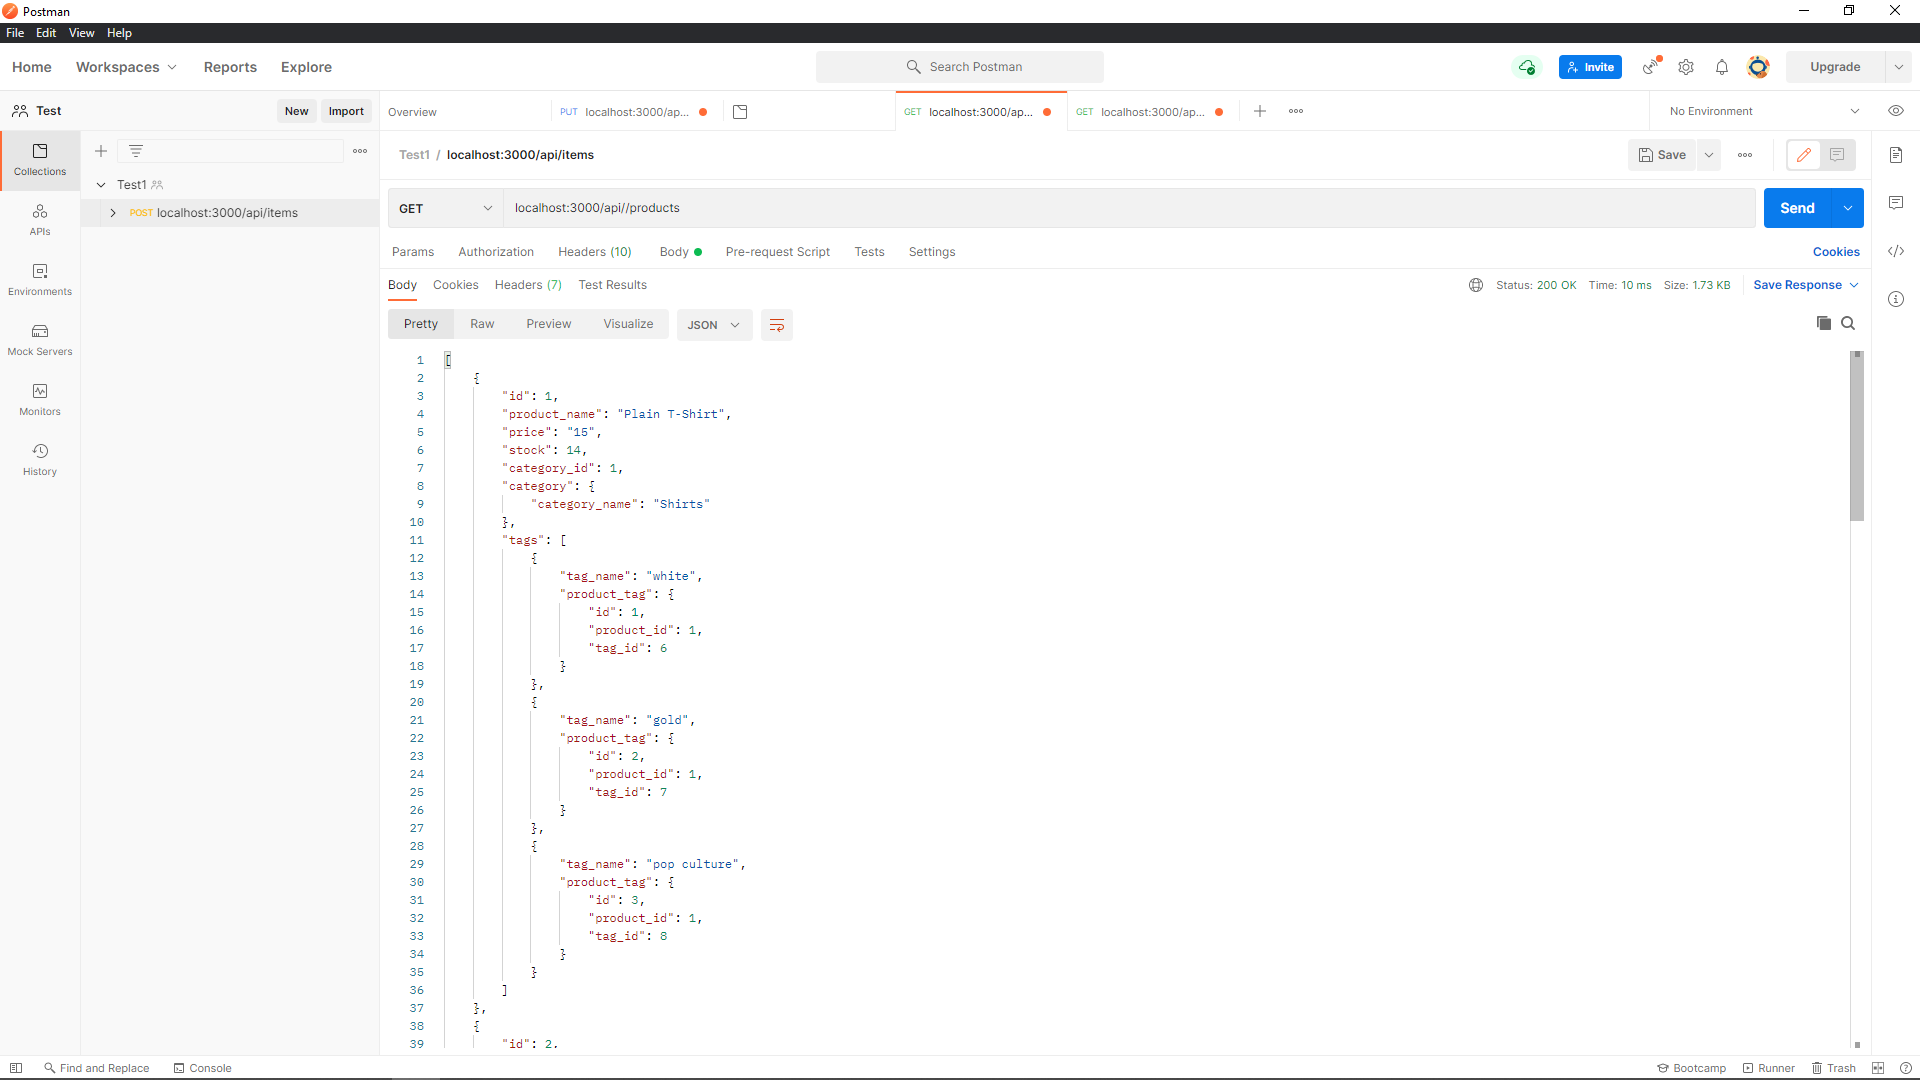 Postman
File Edit View Help
Home Workspaces Reports Explore Search Postman Invite Upgrade
Test New Import Overview PUT localhost:3000/ap... GET localhost:3000/ap... GET localhost:3000/ap... No Environment
Collections
APIs
Environments
Mock Servers
Monitors
History
Test1
POST localhost:3000/api/items
Test1 / localhost:3000/api/items Save
GET localhost:3000/api//products Send
Params Authorization Headers (10) Body Pre-request Script Tests Settings Cookies
Body Cookies Headers (7) Test Results Status: 200 OK Time: 10 ms Size: 1.73 KB Save Response
Pretty Raw Preview Visualize JSON
1 [
2 {
3 "id": 1,
4 "product_name": "Plain T-Shirt",
5 "price": "15",
6 "stock": 14,
7 "category_id": 1,
8 "category": {
9 "category_name": "Shirts"
10 },
11 "tags": [
12 {
13 "tag_name": "white",
14 "product_tag": {
15 "id": 1,
16 "product_id": 1,
17 "tag_id": 6
18 }
19 },
20 {
21 "tag_name": "gold",
22 "product_tag": {
23 "id": 2,
24 "product_id": 1,
25 "tag_id": 7
26 }
27 },
28 {
29 "tag_name": "pop culture",
30 "product_tag": {
31 "id": 3,
32 "product_id": 1,
33 "tag_id": 8
34 }
35 }
36 ]
37 },
38 {
39 "id": 2,
Find and Replace Console Bootcamp Runner Trash